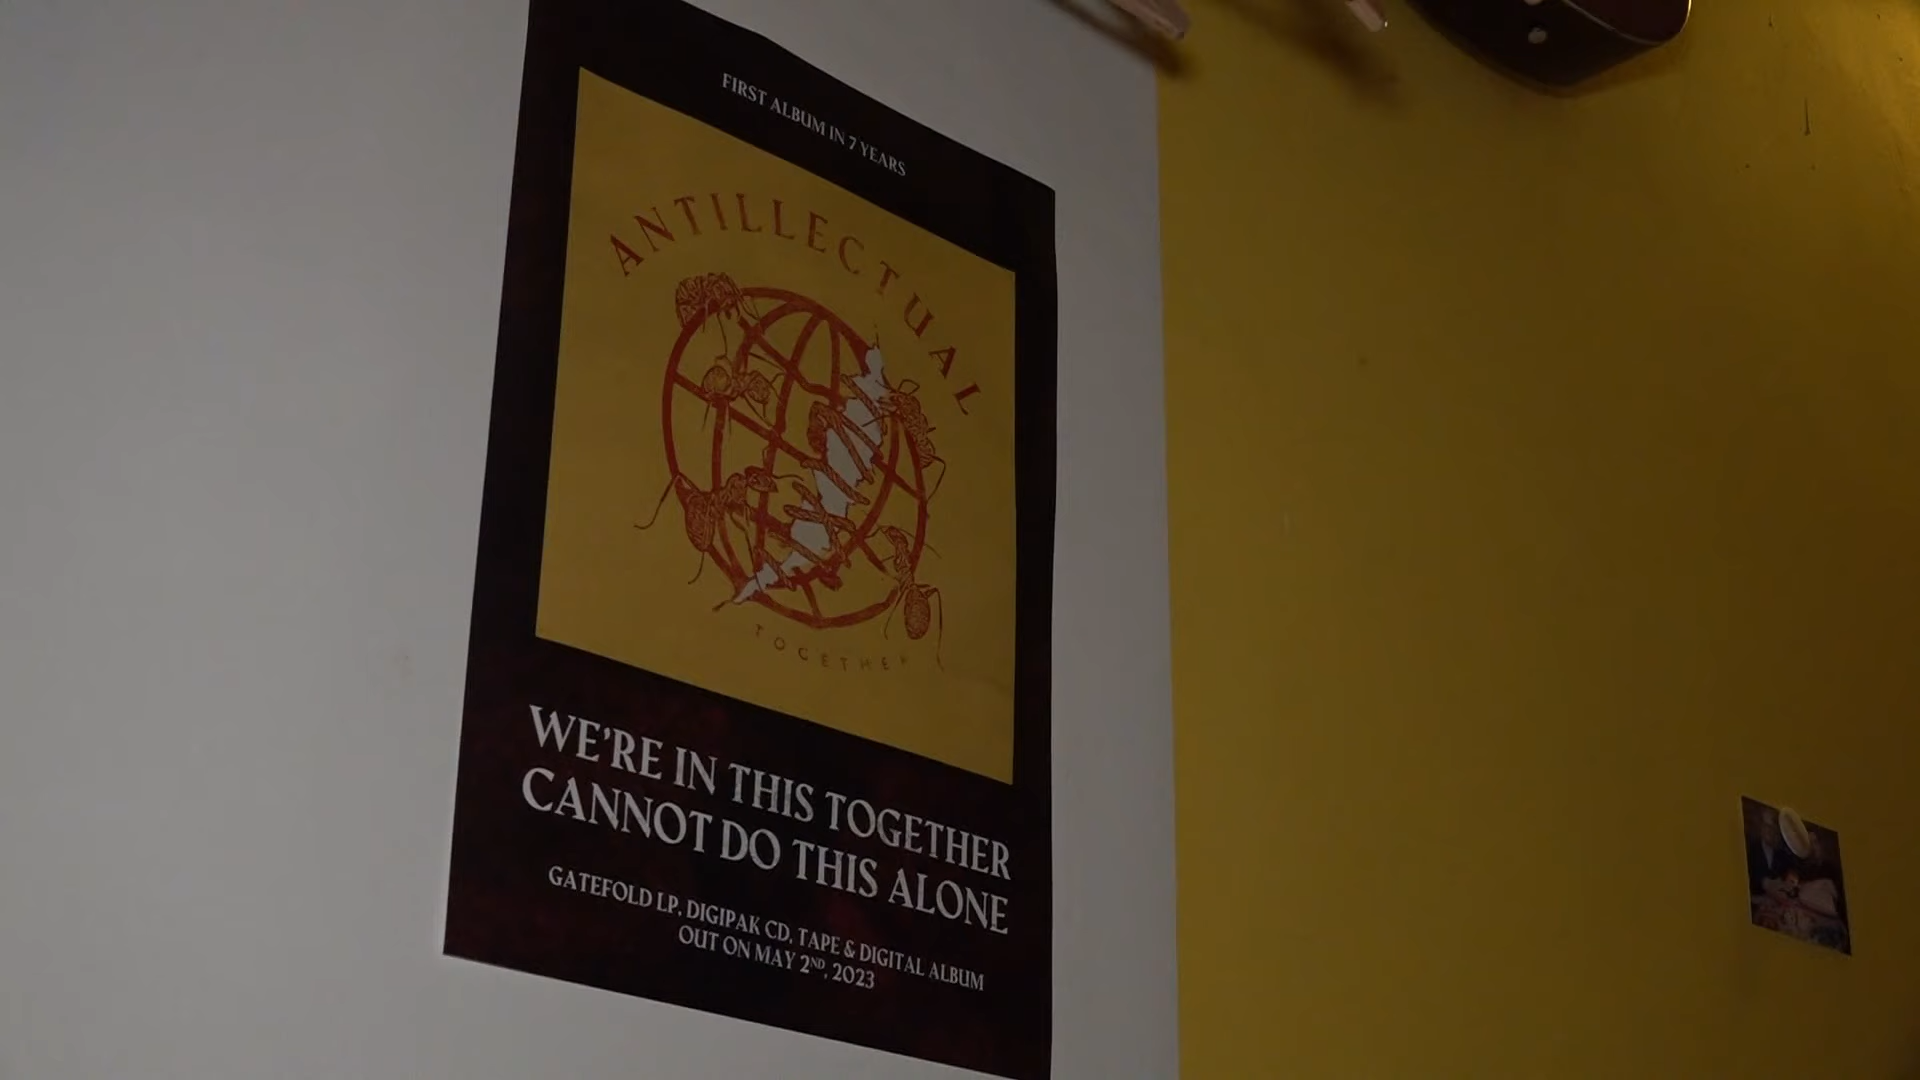 FIRST ALBUM IN 7 YEARS
ANTILLECTUAL
TOGETHER
WE'RE IN THIS TOGETHER
CANNOT DO THIS ALONE
GATEFOLD LP, DIGIPAK CD, TAPE & DIGITAL ALBUM
OUT ON MAY 2ND, 2023